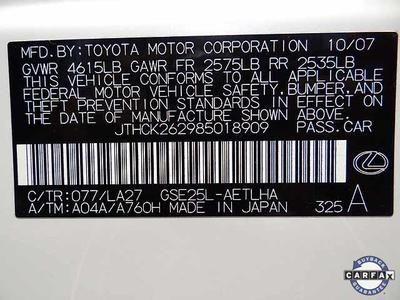 MFD.BY:TOYOTA MOTOR CORPORATION 10/07
GVWR 4615LB GAWR FR 2575LB RR 2535LB
THIS VEHICLE CONFORMS TO ALL APPLICABLE
FEDERAL MOTOR VEHICLE SAFETY, BUMPER, AND
THEFT PREVENTION STANDARDS IN EFFECT ON
THE DATE OF MANUFACTURE SHOWN ABOVE.
JTHCK262985018909 PASS.CAR
C/TR:077/LA27 GSE25L-AETLHA
A/TM:A04A/A760H MADE IN JAPAN 325 A
BUYBACK
CARFAX
GUARANTEE